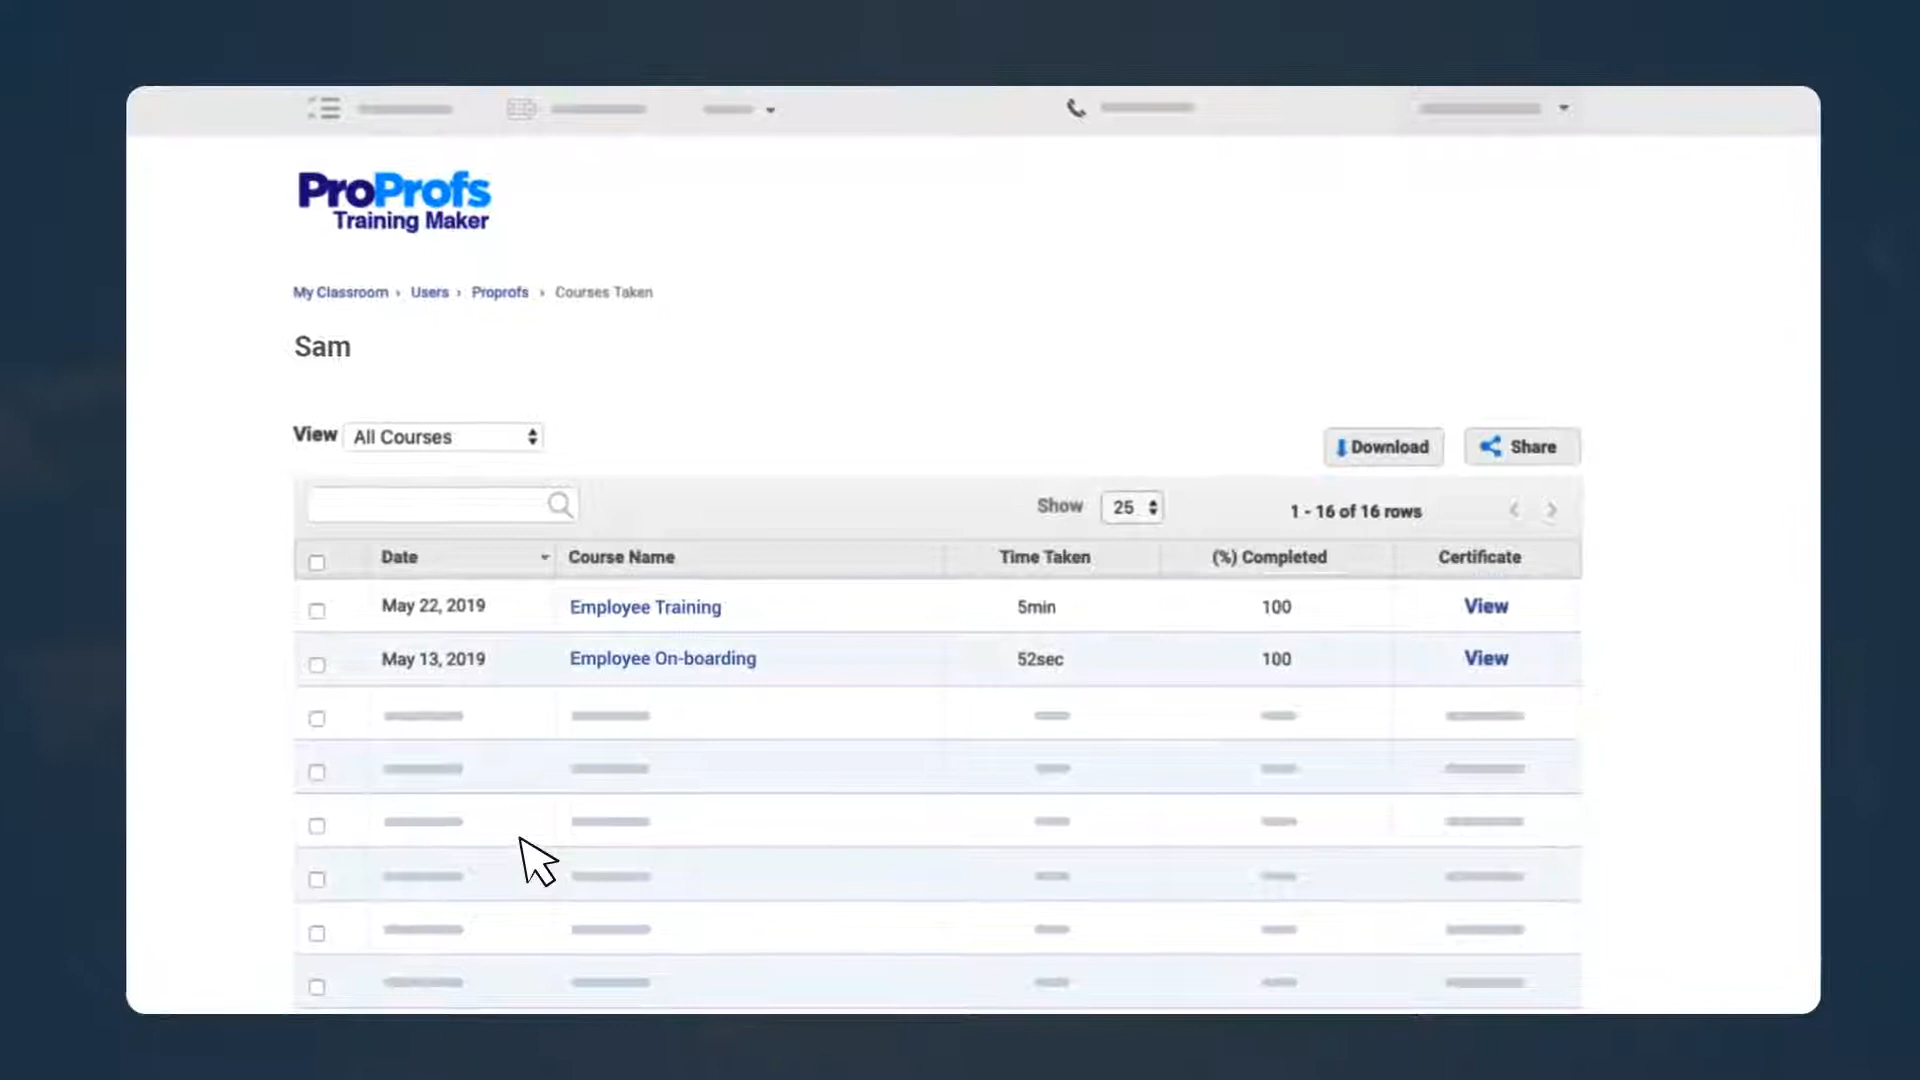 ProProfs
Training Maker
My Classroom › Users › Proprofs › Courses Taken
Sam
View All Courses
Download Share
Show 25 1 - 16 of 16 rows
Date Course Name Time Taken (%) Completed Certificate
May 22, 2019 Employee Training 5min 100 View
May 13, 2019 Employee On-boarding 52sec 100 View